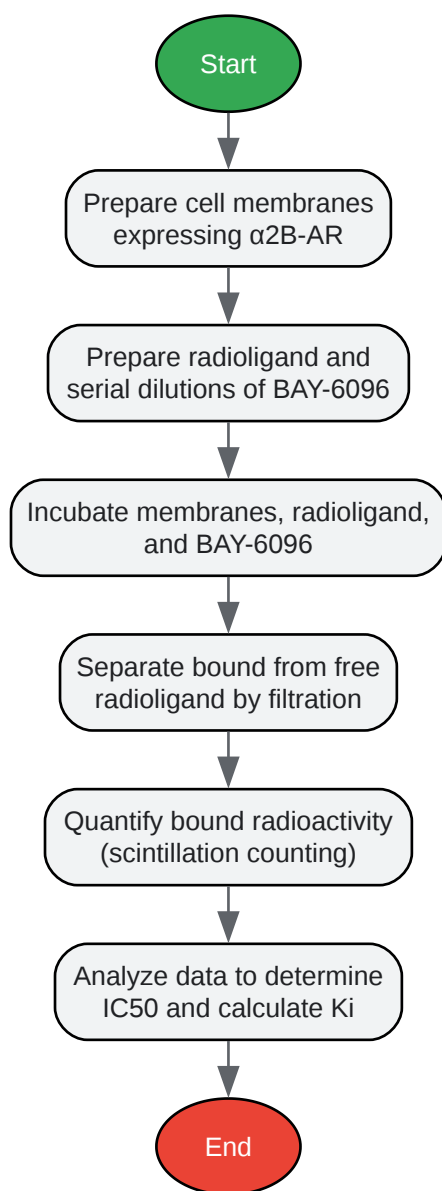 Start
Prepare cell membranes
expressing α2B-AR
Prepare radioligand and
serial dilutions of BAY-6096
Incubate membranes, radioligand,
and BAY-6096
Separate bound from free
radioligand by filtration
Quantify bound radioactivity
(scintillation counting)
Analyze data to determine
IC50 and calculate Ki
End